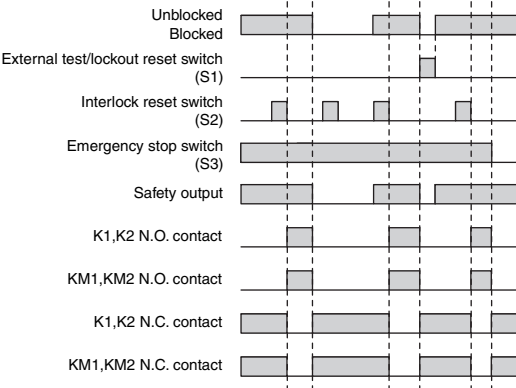 Unblocked
Blocked
External test/lockout reset switch
(S1)
Interlock reset switch
(S2)
Emergency stop switch
(S3)
Safety output
K1,K2 N.O. contact
KM1,KM2 N.O. contact
K1,K2 N.C. contact
KM1,KM2 N.C. contact